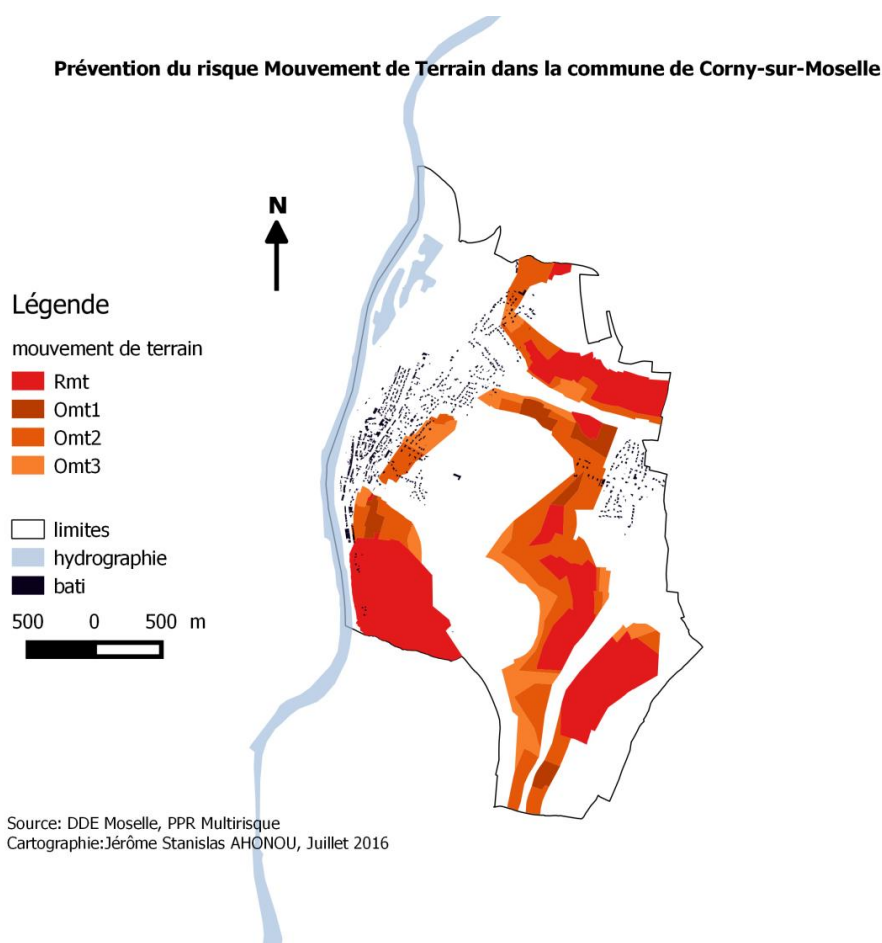 Prévention du risque Mouvement de Terrain dans la commune de Corny-sur-Moselle
N
Légende
mouvement de terrain
Rmt
Omt1
Omt2
Omt3
limites
hydrographie
bati
500 0 500 m
Source: DDE Moselle, PPR Multirisque
Cartographie:Jérôme Stanislas AHONOU, Juillet 2016